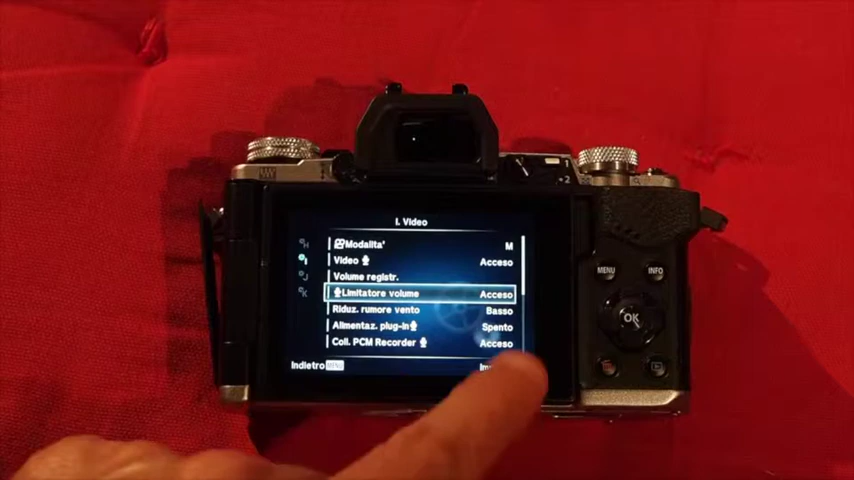 I. Video
Modalita' M
Video Acceso
Volume registr.
Limitatore volume Acceso
Riduz. rumore vento Basso
Alimentaz. plug-in Spento
Coll. PCM Recorder Acceso
Indietro MENU
H
I
J
K
MENU
INFO
OK